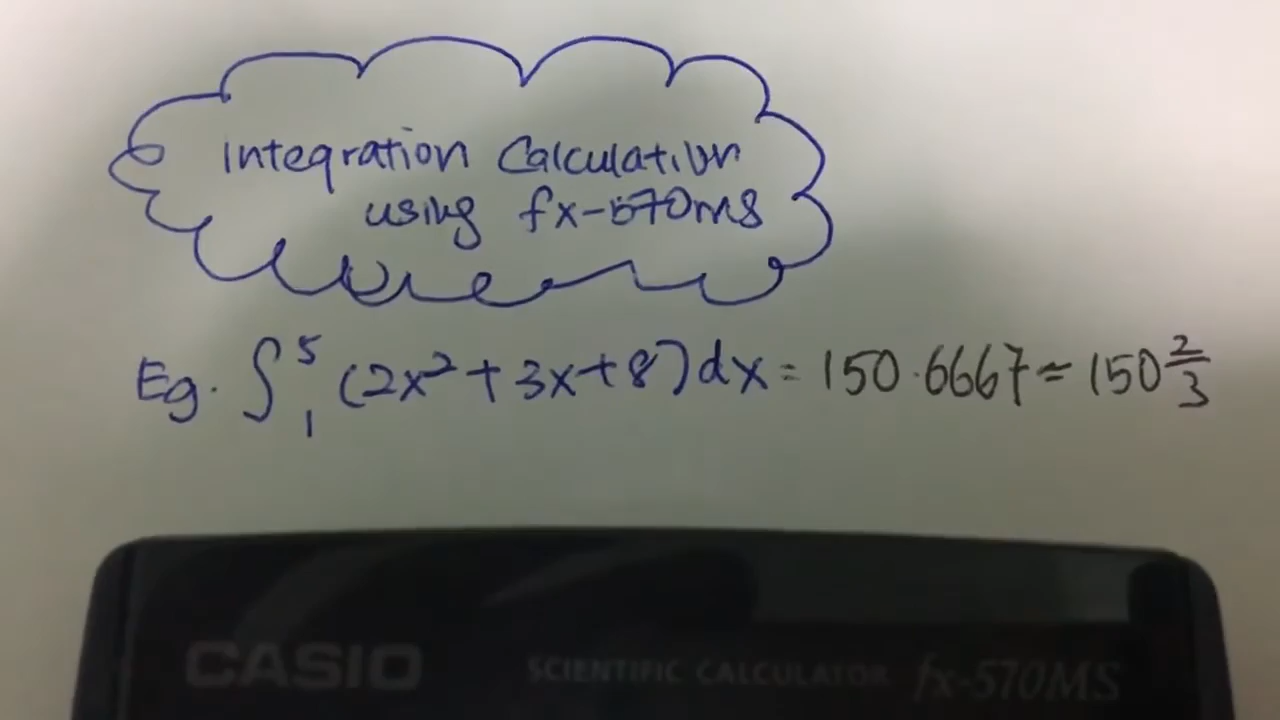 Integration Calculation
using fx-570MS
Eg. ∫₁⁵ (2x² + 3x + 8) dx = 150.6667 ≈ 150 2/3
CASIO SCIENTIFIC CALCULATOR fx-570MS